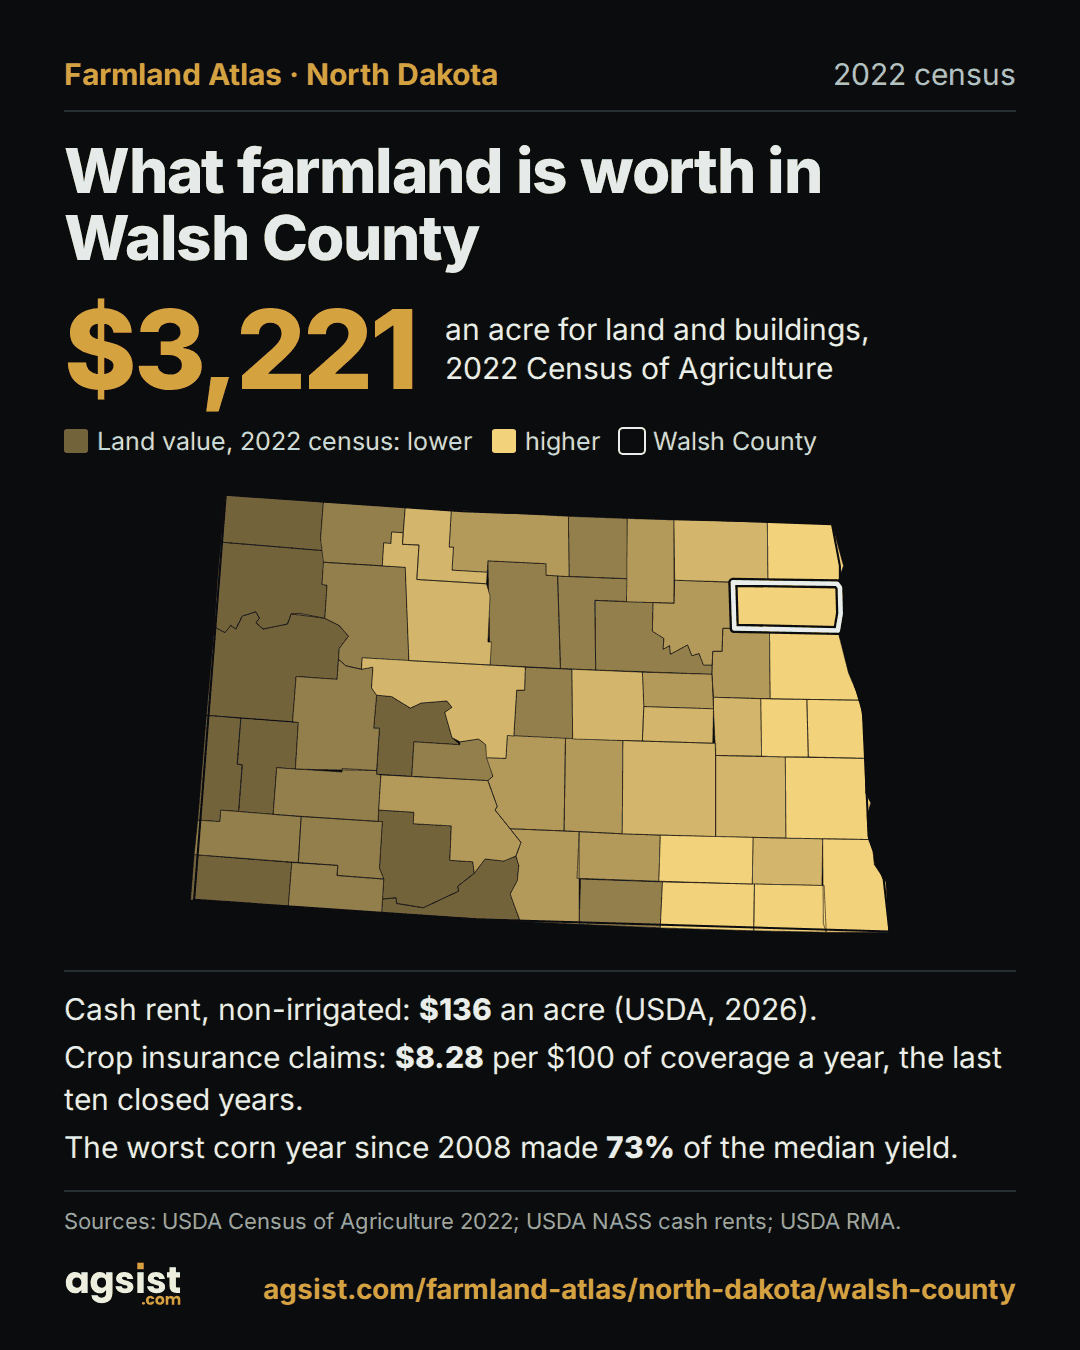 Farmland Atlas · North Dakota
2022 census
What farmland is worth in
Walsh County
$3,221
an acre for land and buildings,
2022 Census of Agriculture
Land value, 2022 census: lower
higher
Walsh County
Cash rent, non-irrigated: $136 an acre (USDA, 2026).
Crop insurance claims: $8.28 per $100 of coverage a year, the last
ten closed years.
The worst corn year since 2008 made 73% of the median yield.
Sources: USDA Census of Agriculture 2022; USDA NASS cash rents; USDA RMA.
agsist
.com
agsist.com/farmland-atlas/north-dakota/walsh-county